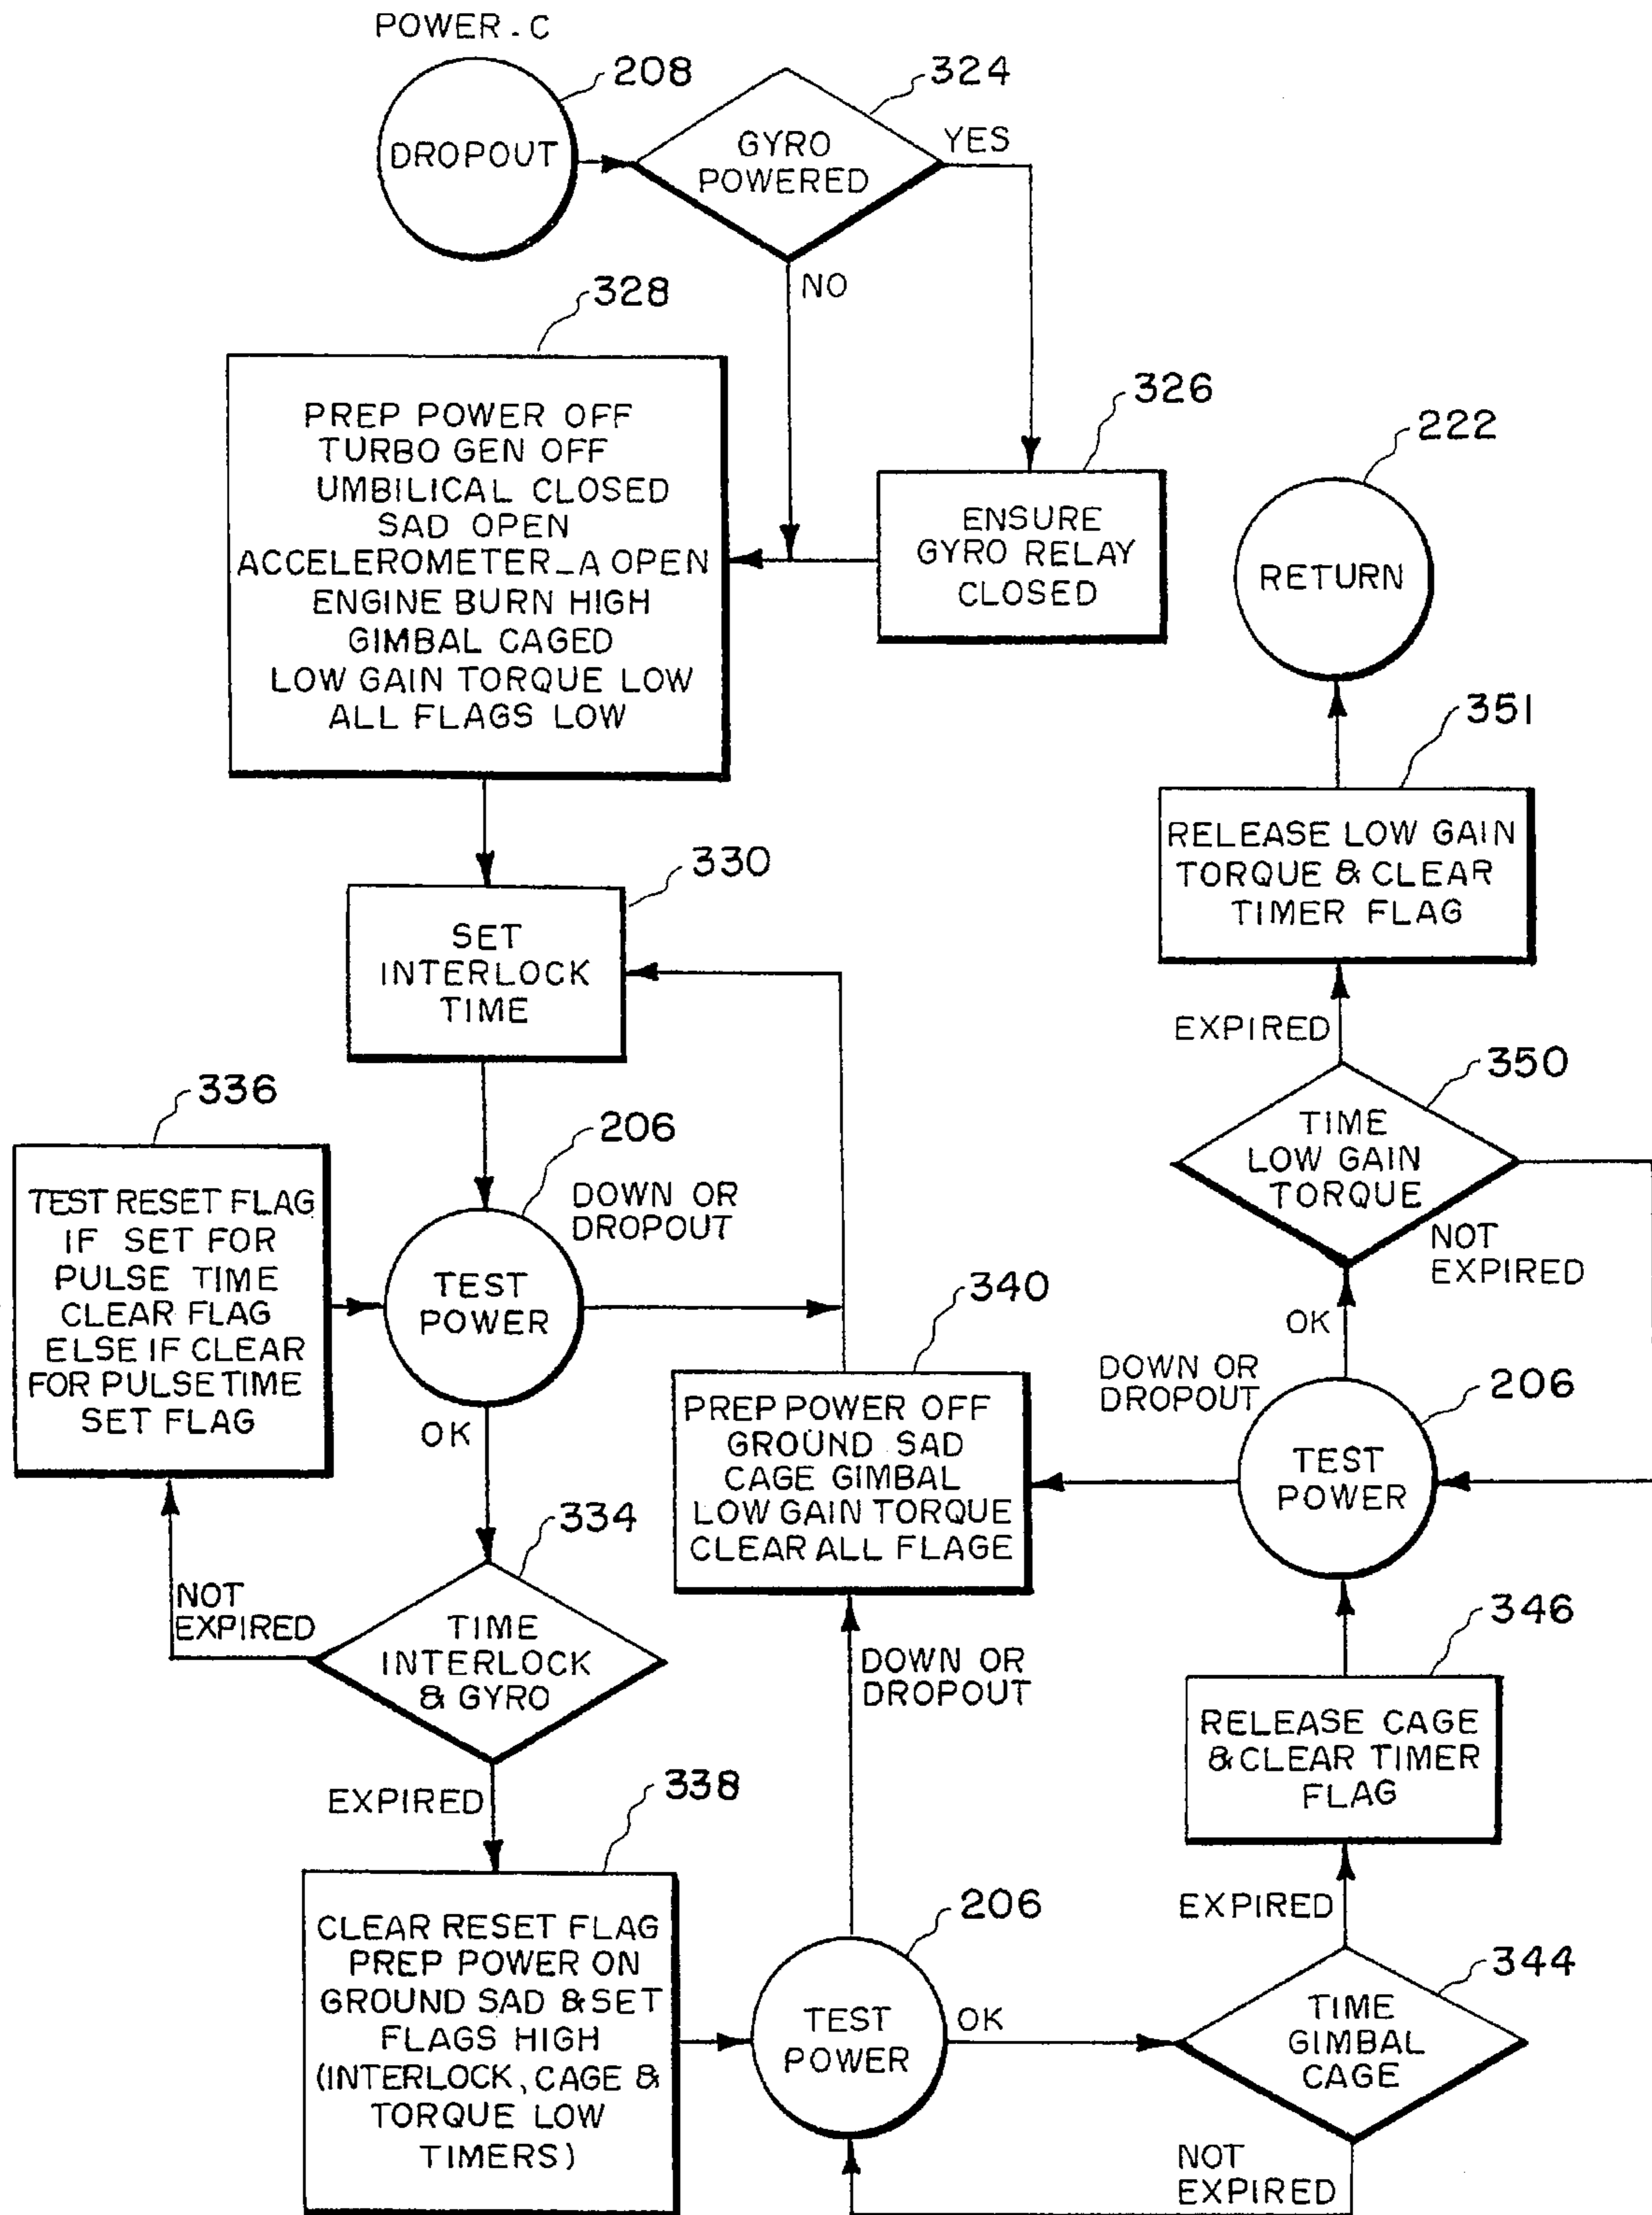 POWER.C
208
DROPOUT
324
GYRO
POWERED
YES
NO
328
PREP POWER OFF
TURBO GEN OFF
UMBILICAL CLOSED
SAD OPEN
ACCELEROMETER_A OPEN
ENGINE BURN HIGH
GIMBAL CAGED
LOW GAIN TORQUE LOW
ALL FLAGS LOW
326
ENSURE
GYRO RELAY
CLOSED
222
RETURN
351
RELEASE LOW GAIN
TORQUE & CLEAR
TIMER FLAG
330
SET
INTERLOCK
TIME
EXPIRED
350
TIME
LOW GAIN
TORQUE
NOT
EXPIRED
OK
336
TEST RESET FLAG
IF SET FOR
PULSE TIME
CLEAR FLAG
ELSE IF CLEAR
FOR PULSE TIME
SET FLAG
206
DOWN OR
DROPOUT
TEST
POWER
OK
340
PREP POWER OFF
GROUND SAD
CAGE GIMBAL
LOW GAIN TORQUE
CLEAR ALL FLAGE
DOWN OR
DROPOUT
206
TEST
POWER
334
NOT
EXPIRED
TIME
INTERLOCK
& GYRO
EXPIRED
DOWN OR
DROPOUT
346
RELEASE CAGE
& CLEAR TIMER
FLAG
338
CLEAR RESET FLAG
PREP POWER ON
GROUND SAD & SET
FLAGS HIGH
(INTERLOCK, CAGE &
TORQUE LOW
TIMERS)
206
TEST
POWER
OK
EXPIRED
344
TIME
GIMBAL
CAGE
NOT
EXPIRED